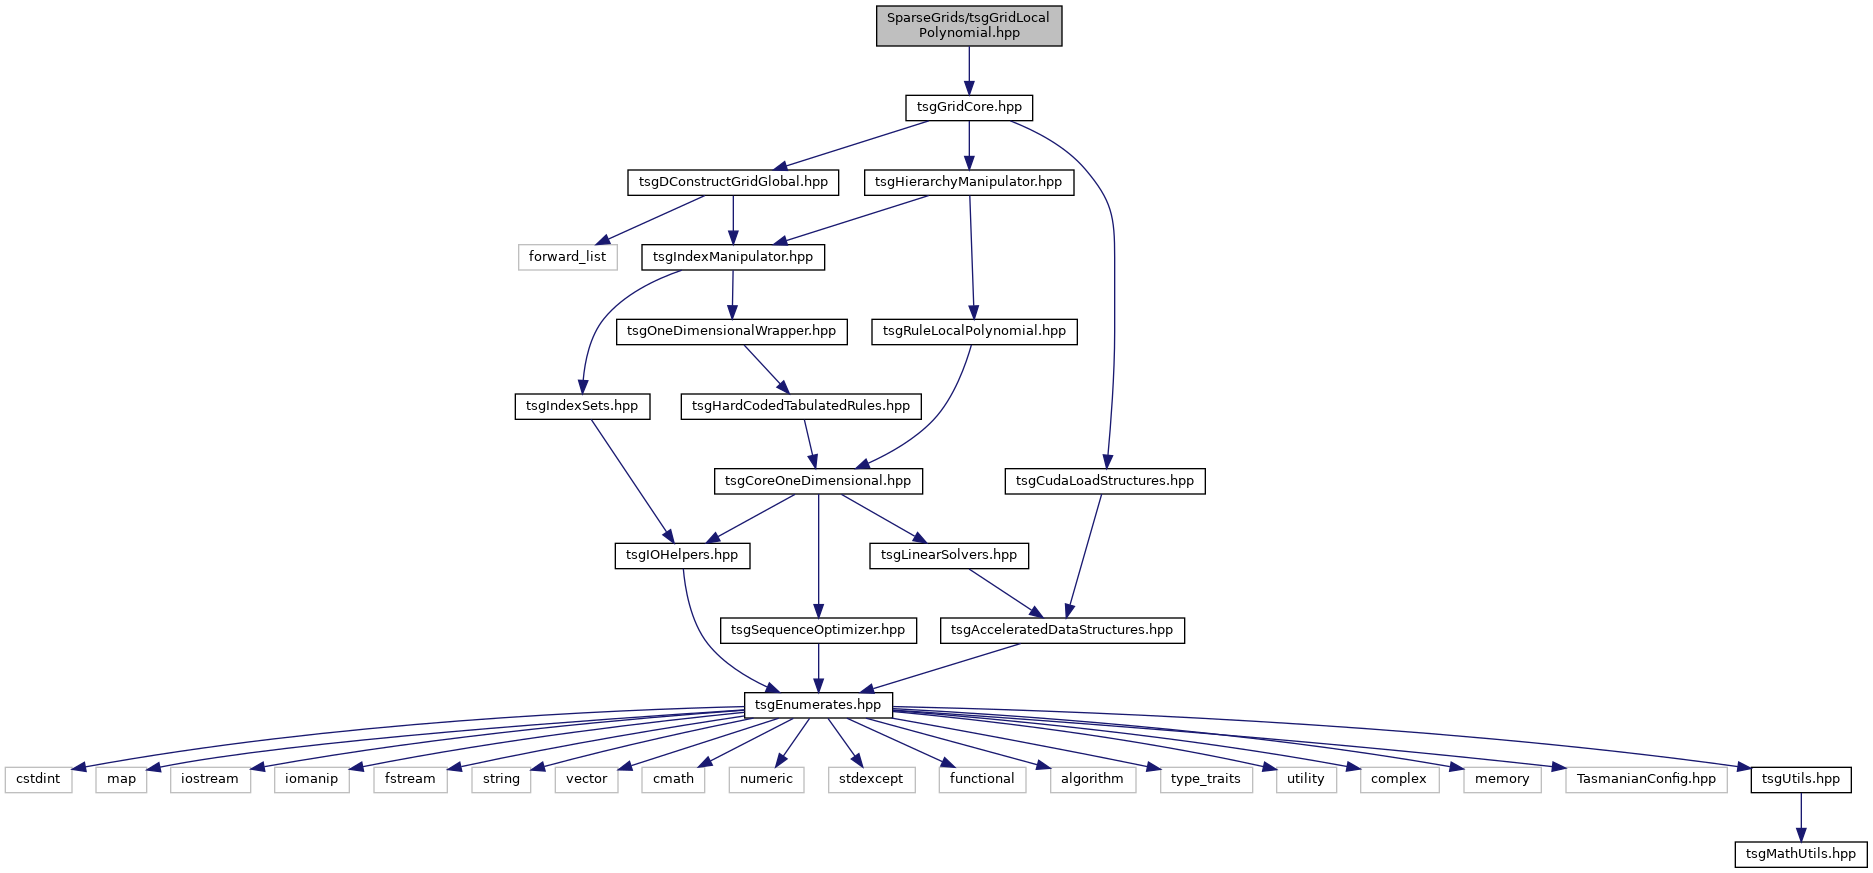 SparseGrids/tsgGridLocal
Polynomial.hpp
tsgGridCore.hpp
tsgDConstructGridGlobal.hpp
tsgHierarchyManipulator.hpp
forward_list
tsgIndexManipulator.hpp
tsgOneDimensionalWrapper.hpp
tsgRuleLocalPolynomial.hpp
tsgIndexSets.hpp
tsgHardCodedTabulatedRules.hpp
tsgCoreOneDimensional.hpp
tsgCudaLoadStructures.hpp
tsgIOHelpers.hpp
tsgLinearSolvers.hpp
tsgSequenceOptimizer.hpp
tsgAcceleratedDataStructures.hpp
tsgEnumerates.hpp
cstdint
map
iostream
iomanip
fstream
string
vector
cmath
numeric
stdexcept
functional
algorithm
type_traits
utility
complex
memory
TasmanianConfig.hpp
tsgUtils.hpp
tsgMathUtils.hpp